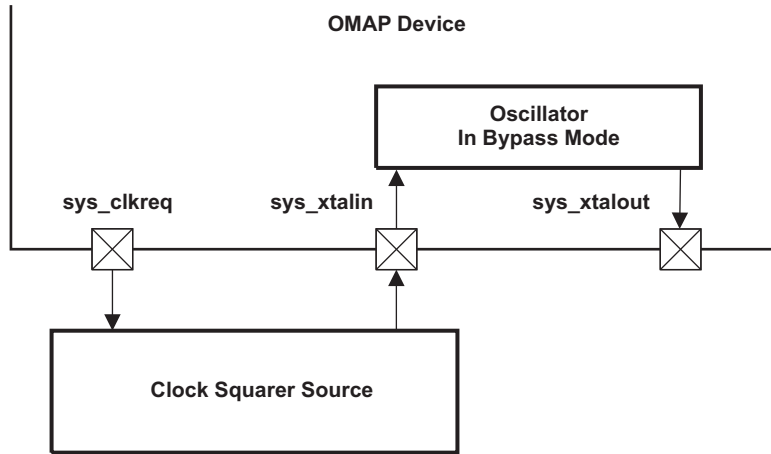 OMAP Device
Oscillator
In Bypass Mode
sys_clkreq
sys_xtalin
sys_xtalout
Clock Squarer Source